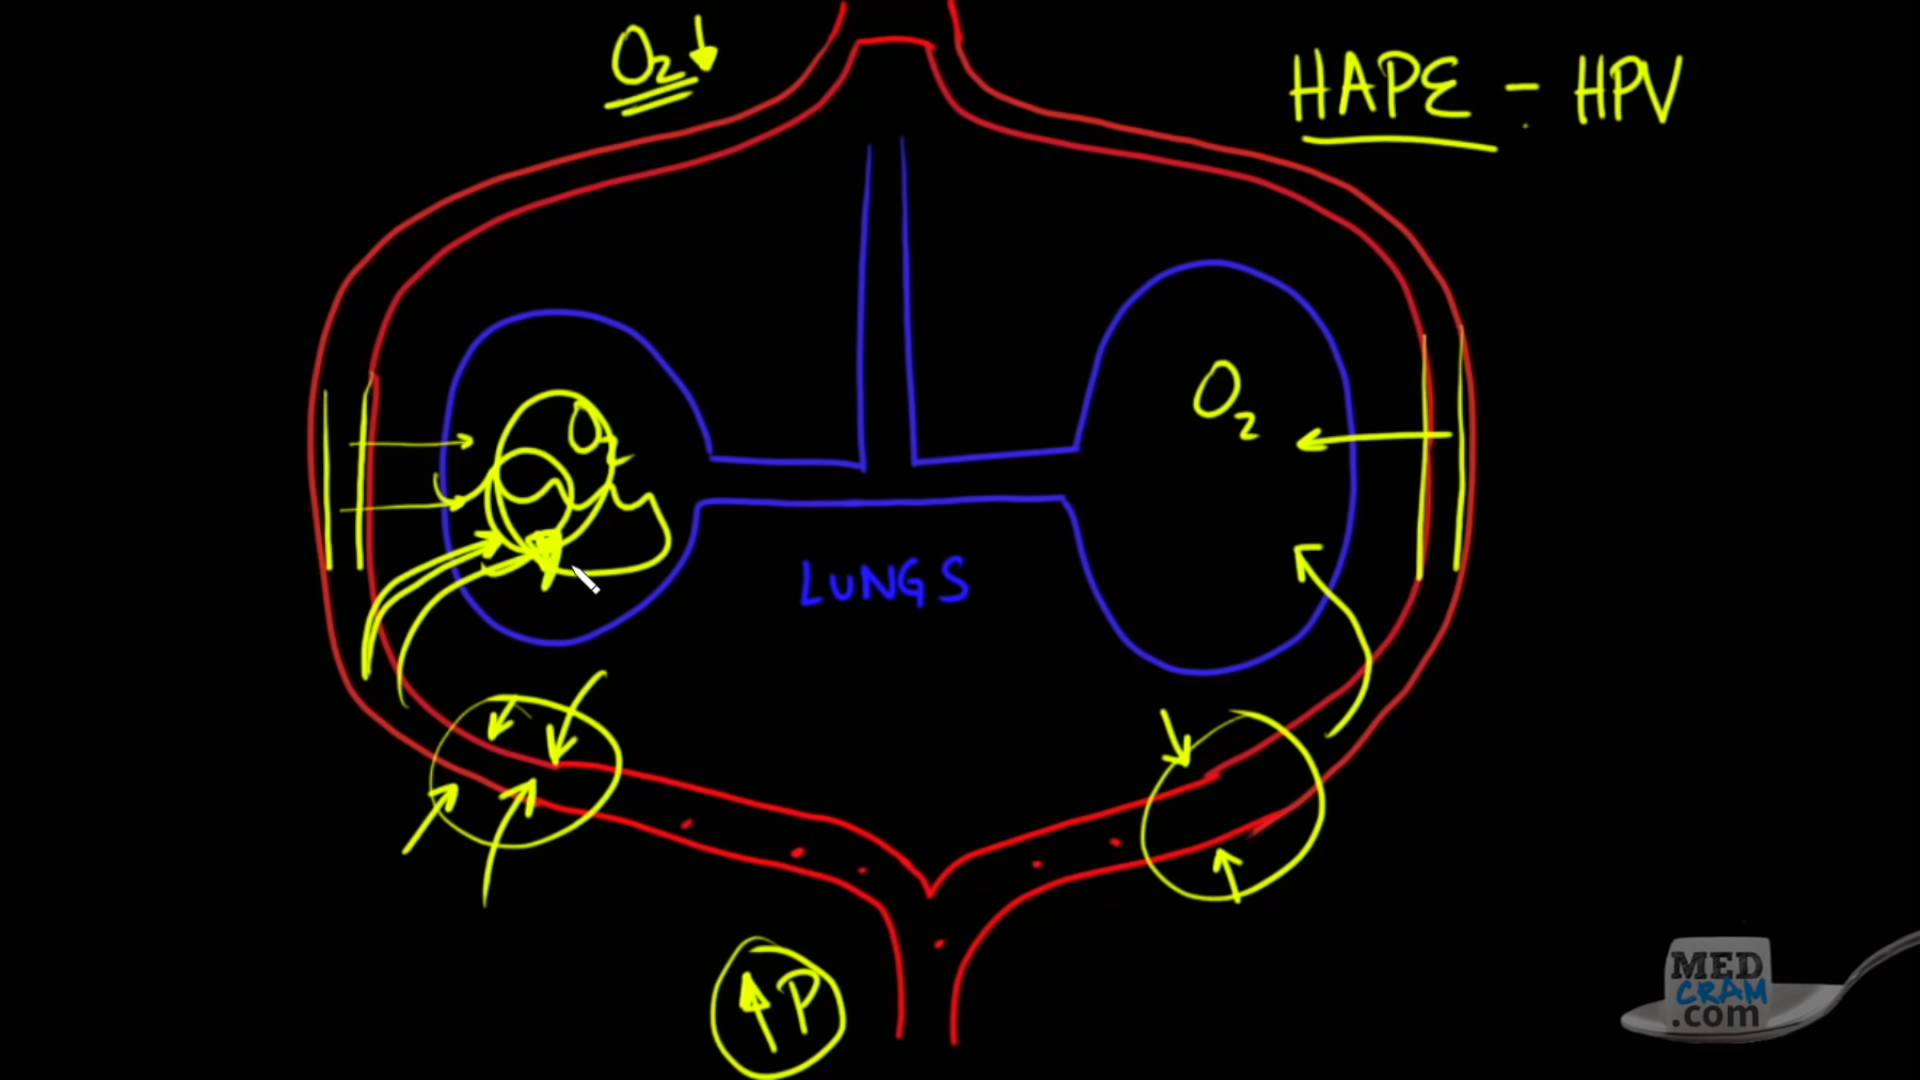 O₂↓
HAPE - HPV
O₂
O₂
LUNGS
↑P
MED
CRAM
.com